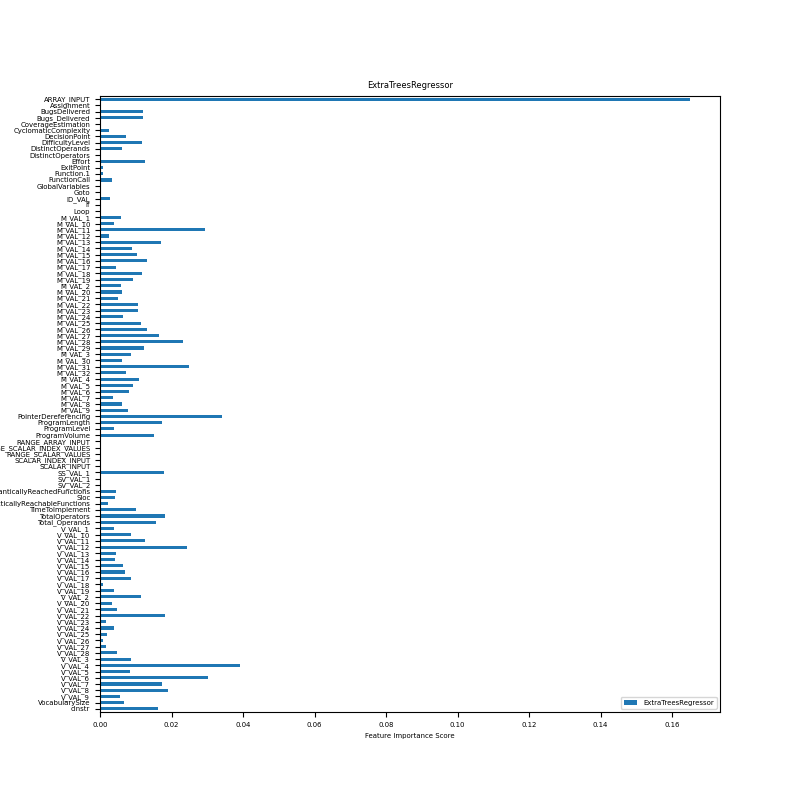 ExtraTreesRegressor
ARRAY_INPUT
Assignment
BugsDelivered
Bugs_Delivered
CoverageEstimation
CyclomaticComplexity
DecisionPoint
DifficultyLevel
DistinctOperands
DistinctOperators
Effort
ExitPoint
Function.1
FunctionCall
GlobalVariables
Goto
ID_VAL
If
Loop
M_VAL_1
M_VAL_10
M_VAL_11
M_VAL_12
M_VAL_13
M_VAL_14
M_VAL_15
M_VAL_16
M_VAL_17
M_VAL_18
M_VAL_19
M_VAL_2
M_VAL_20
M_VAL_21
M_VAL_22
M_VAL_23
M_VAL_24
M_VAL_25
M_VAL_26
M_VAL_27
M_VAL_28
M_VAL_29
M_VAL_3
M_VAL_30
M_VAL_31
M_VAL_32
M_VAL_4
M_VAL_5
M_VAL_6
M_VAL_7
M_VAL_8
M_VAL_9
PointerDereferencing
ProgramLength
ProgramLevel
ProgramVolume
RANGE_ARRAY_INPUT
E_SCALAR_INDEX_VALUES
RANGE_SCALAR_VALUES
SCALAR_INDEX_INPUT
SCALAR_INPUT
SS_VAL_1
SV_VAL_1
SV_VAL_2
anticallyReachedFunctions
Sloc
ticallyReachableFunctions
TimeToImplement
TotalOperators
Total_Operands
V_VAL_1
V_VAL_10
V_VAL_11
V_VAL_12
V_VAL_13
V_VAL_14
V_VAL_15
V_VAL_16
V_VAL_17
V_VAL_18
V_VAL_19
V_VAL_2
V_VAL_20
V_VAL_21
V_VAL_22
V_VAL_23
V_VAL_24
V_VAL_25
V_VAL_26
V_VAL_27
V_VAL_28
V_VAL_3
V_VAL_4
V_VAL_5
V_VAL_6
V_VAL_7
V_VAL_8
V_VAL_9
VocabularySize
cinstr
ExtraTreesRegressor
0.00 0.02 0.04 0.06 0.08 0.10 0.12 0.14 0.16
Feature Importance Score